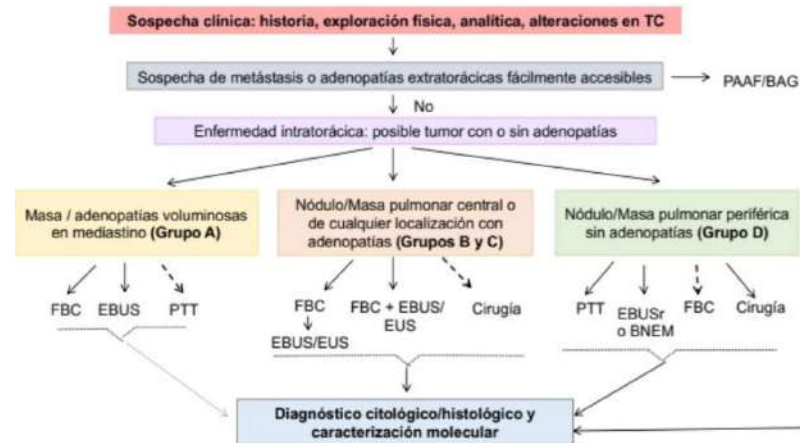 Sospecha clínica: historia, exploración física, analítica, alteraciones en TC
Sospecha de metástasis o adenopatías extratorácicas fácilmente accesibles
PAAF/BAG
No
Enfermedad intratorácica: posible tumor con o sin adenopatías
Masa / adenopatías voluminosas
en mediastino (Grupo A)
Nódulo/Masa pulmonar central o
de cualquier localización con
adenopatías (Grupos B y C)
Nódulo/Masa pulmonar periférica
sin adenopatías (Grupo D)
FBC
EBUS
PTT
FBC
EBUS/EUS
FBC + EBUS/
EUS
Cirugía
PTT
EBUSr
o BNEM
FBC
Cirugía
Diagnóstico citológico/histológico y
caracterización molecular